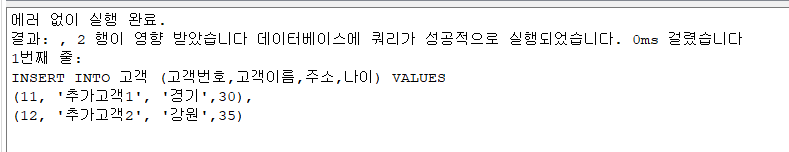 에러 없이 실행 완료.
결과: , 2 행이 영향 받았습니다 데이터베이스에 쿼리가 성공적으로 실행되었습니다. 0ms 걸렸습니다
1번째 줄:
INSERT INTO 고객 (고객번호,고객이름,주소,나이) VALUES
(11, '추가고객1', '경기',30),
(12, '추가고객2', '강원',35)